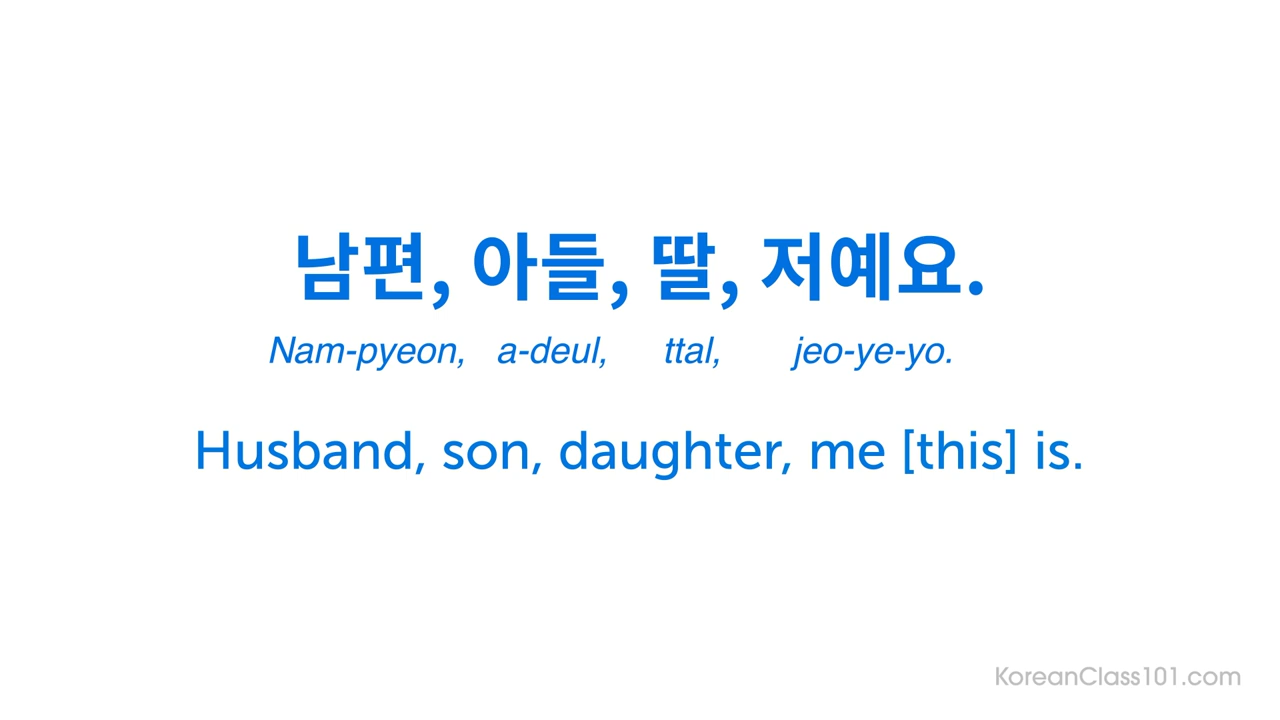 남편, 아들, 딸, 저예요.
Nam-pyeon, a-deul, ttal, jeo-ye-yo.
Husband, son, daughter, me [this] is.
KoreanClass101.com